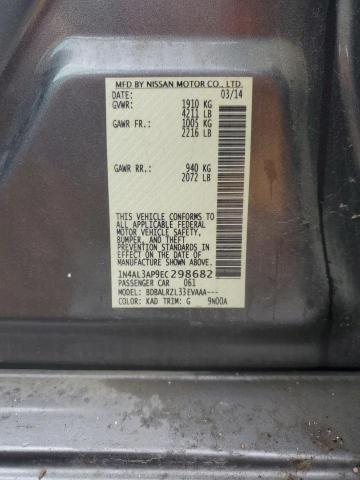 MFD BY NISSAN MOTOR CO., LTD.
DATE: 03/14
GVWR: 1910 KG
4211 LB
GAWR FR.: 1005 KG
2216 LB
GAWR RR.: 940 KG
2072 LB
THIS VEHICLE CONFORMS TO
ALL APPLICABLE FEDERAL
MOTOR VEHICLE SAFETY,
BUMPER, AND THEFT
PREVENTION STANDARDS IN
EFFECT ON THE DATE OF
MANUFACTURE SHOWN ABOVE.
1N4AL3AP9EC298682
PASSENGER CAR 061
MODEL: BDBALRZL33EVAAA---
COLOR: KAD TRIM: G 9N00A